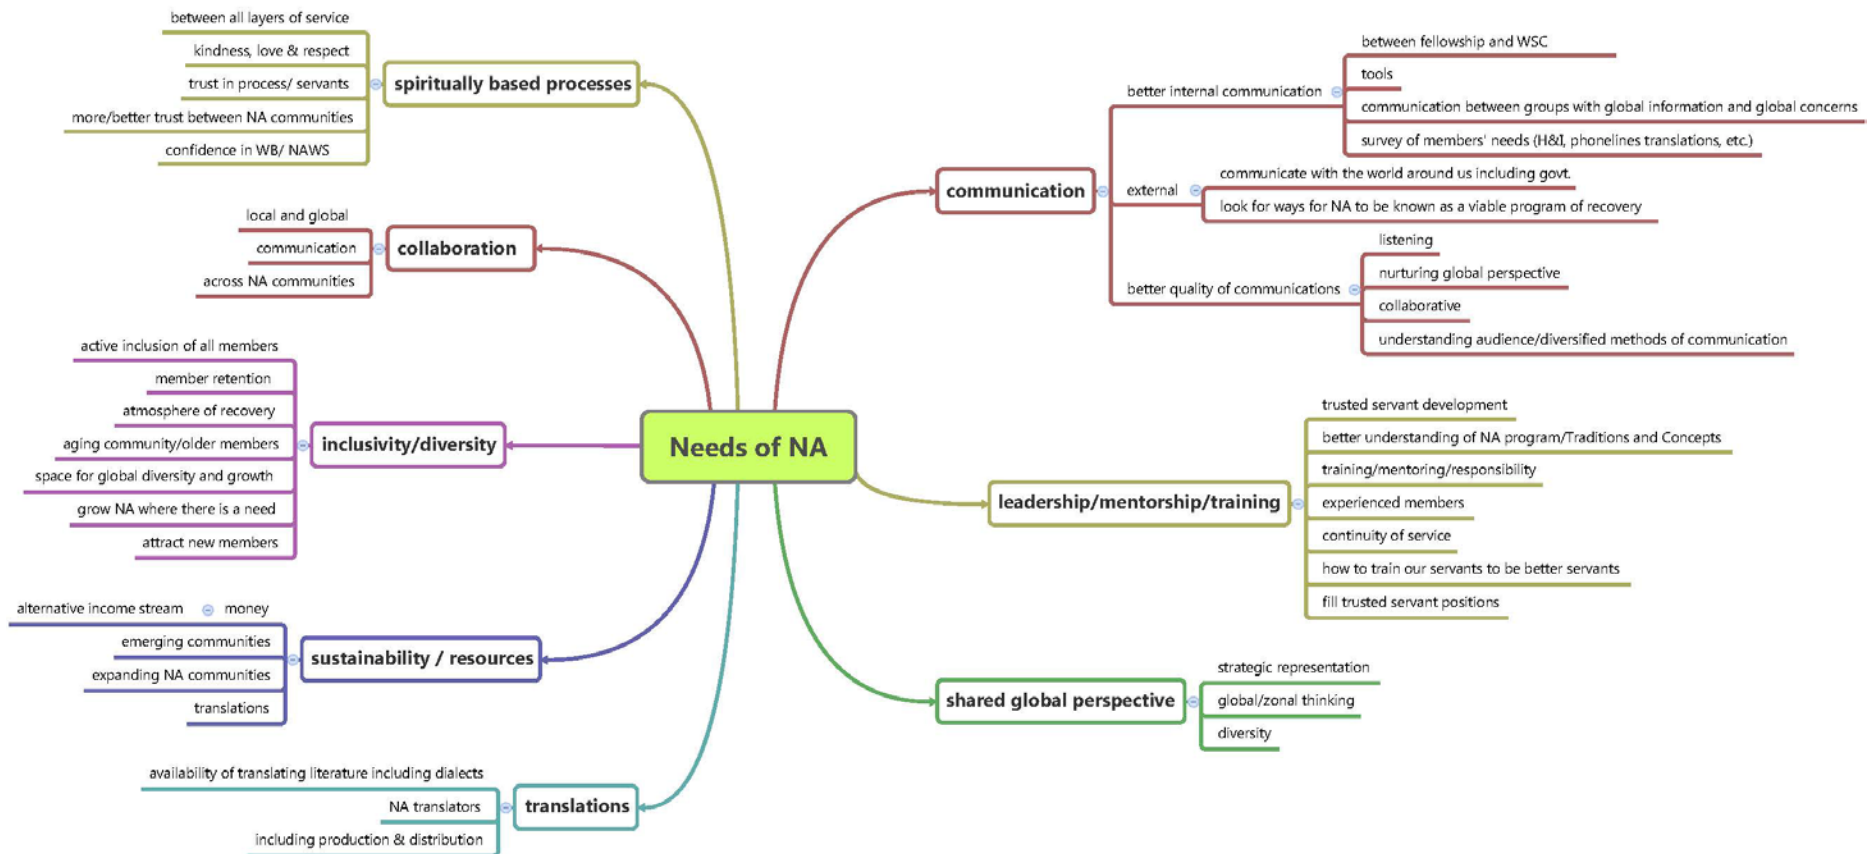 Needs of NA
spiritually based processes
between all layers of service
kindness, love & respect
trust in process/ servants
more/better trust between NA communities
confidence in WB/ NAWS
collaboration
local and global
communication
across NA communities
inclusivity/diversity
active inclusion of all members
member retention
atmosphere of recovery
aging community/older members
space for global diversity and growth
grow NA where there is a need
attract new members
sustainability / resources
money
alternative income stream
emerging communities
expanding NA communities
translations
translations
availability of translating literature including dialects
NA translators
including production & distribution
communication
better internal communication
between fellowship and WSC
tools
communication between groups with global information and global concerns
survey of members' needs (H&I, phonelines translations, etc.)
external
communicate with the world around us including govt.
look for ways for NA to be known as a viable program of recovery
better quality of communications
listening
nurturing global perspective
collaborative
understanding audience/diversified methods of communication
leadership/mentorship/training
trusted servant development
better understanding of NA program/Traditions and Concepts
training/mentoring/responsibility
experienced members
continuity of service
how to train our servants to be better servants
fill trusted servant positions
shared global perspective
strategic representation
global/zonal thinking
diversity